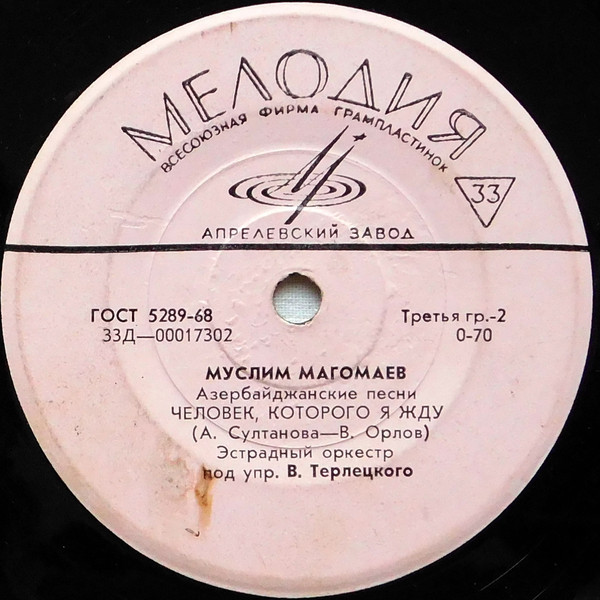 МЕЛОДИЯ
ВСЕСОЮЗНАЯ ФИРМА ГРАМПЛАСТИНОК
33
АПРЕЛЕВСКИЙ ЗАВОД
ГОСТ 5289-68 Третья гр.-2
33Д—00017302 0-70
МУСЛИМ МАГОМАЕВ
Азербайджанские песни
ЧЕЛОВЕК, КОТОРОГО Я ЖДУ
(А. Султанова—В. Орлов)
Эстрадный оркестр
под упр. В. Терлецкого